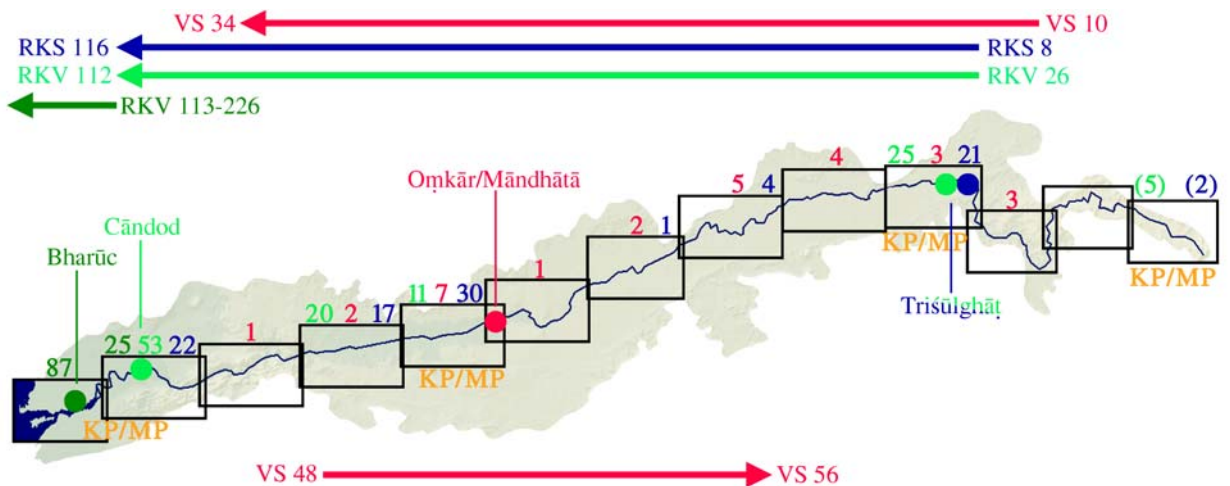 VS 34 VS 10
RKS 116 RKS 8
RKV 112 RKV 26
RKV 113-226
25 3 21
4
(5) (2)
Oṃkār/Māndhātā
5 4
3
Cāndod
2 1
KP/MP
Bharūc
1
KP/MP
11 7 30
Triśūlghāṭ
20 2 17
1
25 53 22
87
KP/MP
KP/MP
VS 48 VS 56